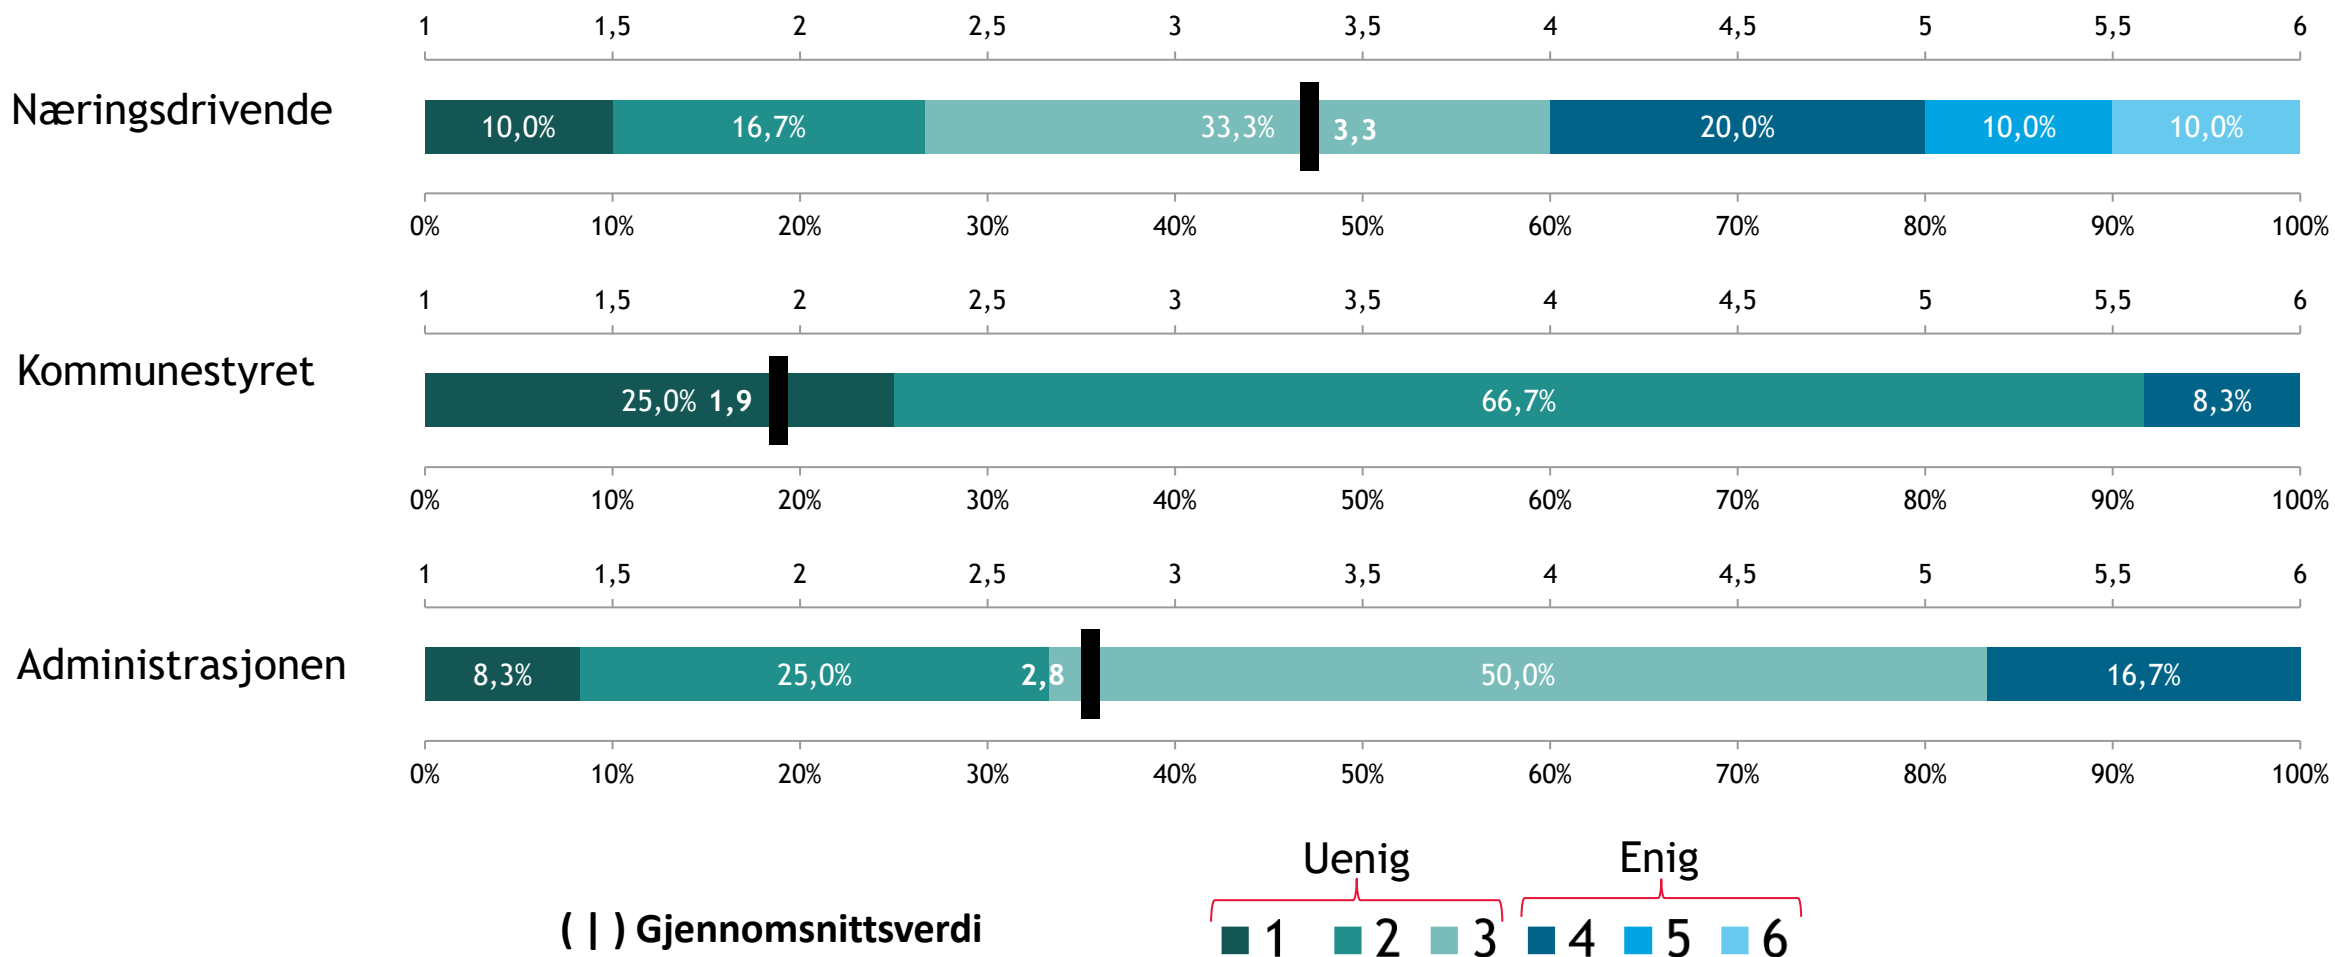 1 1,5 2 2,5 3 3,5 4 4,5 5 5,5 6
Næringsdrivende 10,0% 16,7% 33,3% 3,3 20,0% 10,0% 10,0%
0% 10% 20% 30% 40% 50% 60% 70% 80% 90% 100%
1 1,5 2 2,5 3 3,5 4 4,5 5 5,5 6
Kommunestyret 25,0% 1,9 66,7% 8,3%
0% 10% 20% 30% 40% 50% 60% 70% 80% 90% 100%
1 1,5 2 2,5 3 3,5 4 4,5 5 5,5 6
Administrasjonen 8,3% 25,0% 2,8 50,0% 16,7%
0% 10% 20% 30% 40% 50% 60% 70% 80% 90% 100%
Uenig Enig
( | ) Gjennomsnittsverdi 1 2 3 4 5 6